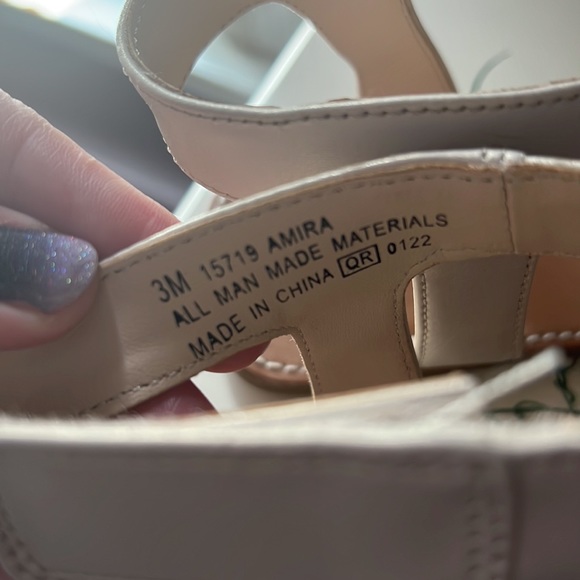 3M 15719 AMIRA
ALL MAN MADE MATERIALS
MADE IN CHINA QR 0122